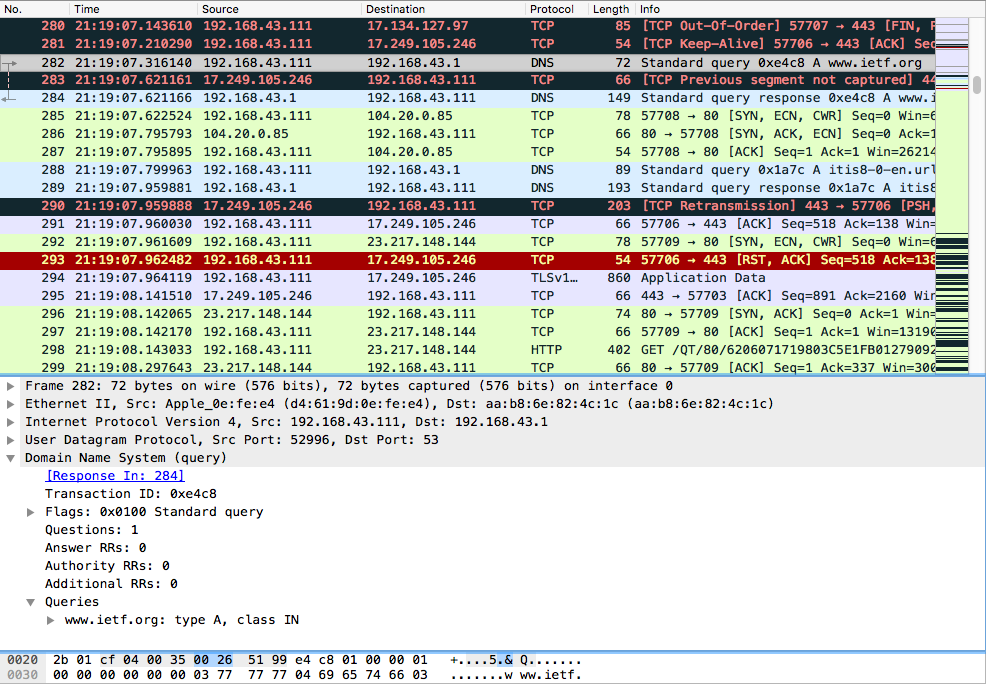 No. Time Source Destination Protocol Length Info
280 21:19:07.143610 192.168.43.111 17.134.127.97 TCP 85 [TCP Out-Of-Order] 57707 → 443 [FIN,
281 21:19:07.210290 192.168.43.111 17.249.105.246 TCP 54 [TCP Keep-Alive] 57706 → 443 [ACK] Seq
282 21:19:07.316140 192.168.43.111 192.168.43.1 DNS 72 Standard query 0xe4c8 A www.ietf.org
283 21:19:07.621161 17.249.105.246 192.168.43.111 TCP 66 [TCP Previous segment not captured] 44
284 21:19:07.621166 192.168.43.1 192.168.43.111 DNS 149 Standard query response 0xe4c8 A www.i
285 21:19:07.622524 192.168.43.111 104.20.0.85 TCP 78 57708 → 80 [SYN, ECN, CWR] Seq=0 Win=6
286 21:19:07.795793 104.20.0.85 192.168.43.111 TCP 66 80 → 57708 [SYN, ACK, ECN] Seq=0 Ack=1
287 21:19:07.795895 192.168.43.111 104.20.0.85 TCP 54 57708 → 80 [ACK] Seq=1 Ack=1 Win=26214
288 21:19:07.799963 192.168.43.111 192.168.43.1 DNS 89 Standard query 0x1a7c A itis8-0-en.url
289 21:19:07.959881 192.168.43.1 192.168.43.111 DNS 193 Standard query response 0x1a7c A itis8
290 21:19:07.959888 17.249.105.246 192.168.43.111 TCP 203 [TCP Retransmission] 443 → 57706 [PSH,
291 21:19:07.960030 192.168.43.111 17.249.105.246 TCP 66 57706 → 443 [ACK] Seq=518 Ack=138 Win=
292 21:19:07.961609 192.168.43.111 23.217.148.144 TCP 78 57709 → 80 [SYN, ECN, CWR] Seq=0 Win=6
293 21:19:07.962482 192.168.43.111 17.249.105.246 TCP 54 57706 → 443 [RST, ACK] Seq=518 Ack=138
294 21:19:07.964119 192.168.43.111 17.249.105.246 TLSv1… 860 Application Data
295 21:19:08.141510 17.249.105.246 192.168.43.111 TCP 66 443 → 57703 [ACK] Seq=891 Ack=2160 Win
296 21:19:08.142065 23.217.148.144 192.168.43.111 TCP 74 80 → 57709 [SYN, ACK] Seq=0 Ack=1 Win=
297 21:19:08.142170 192.168.43.111 23.217.148.144 TCP 66 57709 → 80 [ACK] Seq=1 Ack=1 Win=13190
298 21:19:08.143033 192.168.43.111 23.217.148.144 HTTP 402 GET /QT/80/6206071719803C5E1FB01279092
299 21:19:08.297643 23.217.148.144 192.168.43.111 TCP 66 80 → 57709 [ACK] Seq=1 Ack=337 Win=300
Frame 282: 72 bytes on wire (576 bits), 72 bytes captured (576 bits) on interface 0
Ethernet II, Src: Apple_0e:fe:e4 (d4:61:9d:0e:fe:e4), Dst: aa:b8:6e:82:4c:1c (aa:b8:6e:82:4c:1c)
Internet Protocol Version 4, Src: 192.168.43.111, Dst: 192.168.43.1
User Datagram Protocol, Src Port: 52996, Dst Port: 53
Domain Name System (query)
[Response In: 284]
Transaction ID: 0xe4c8
Flags: 0x0100 Standard query
Questions: 1
Answer RRs: 0
Authority RRs: 0
Additional RRs: 0
Queries
www.ietf.org: type A, class IN
0020 2b 01 cf 04 00 35 00 26 51 99 e4 c8 01 00 00 01 +....5.& Q.......
0030 00 00 00 00 00 00 03 77 77 77 04 69 65 74 66 03 .......w ww.ietf.